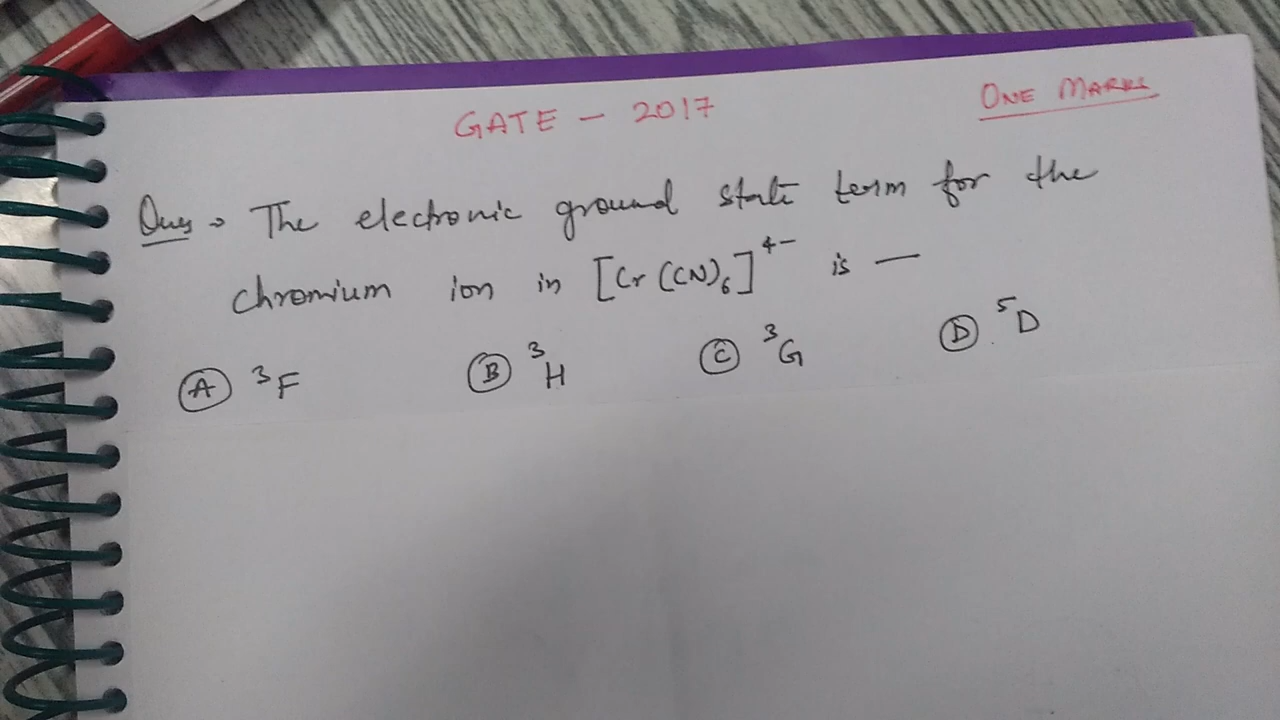 GATE - 2017
ONE MARKS
Ques → The electronic ground state term for the
chromium ion in [Cr(CN)₆]⁴⁻ is —
(A) ³F (B) ³H (C) ³G (D) ⁵D